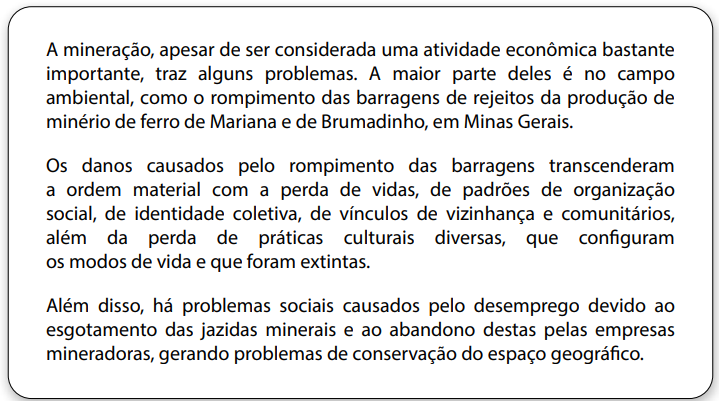 A mineração, apesar de ser considerada uma atividade econômica bastante
importante, traz alguns problemas. A maior parte deles é no campo
ambiental, como o rompimento das barragens de rejeitos da produção de
minério de ferro de Mariana e de Brumadinho, em Minas Gerais.
Os danos causados pelo rompimento das barragens transcenderam
a ordem material com a perda de vidas, de padrões de organização
social, de identidade coletiva, de vínculos de vizinhança e comunitários,
além da perda de práticas culturais diversas, que configuram
os modos de vida e que foram extintas.
Além disso, há problemas sociais causados pelo desemprego devido ao
esgotamento das jazidas minerais e ao abandono destas pelas empresas
mineradoras, gerando problemas de conservação do espaço geográfico.